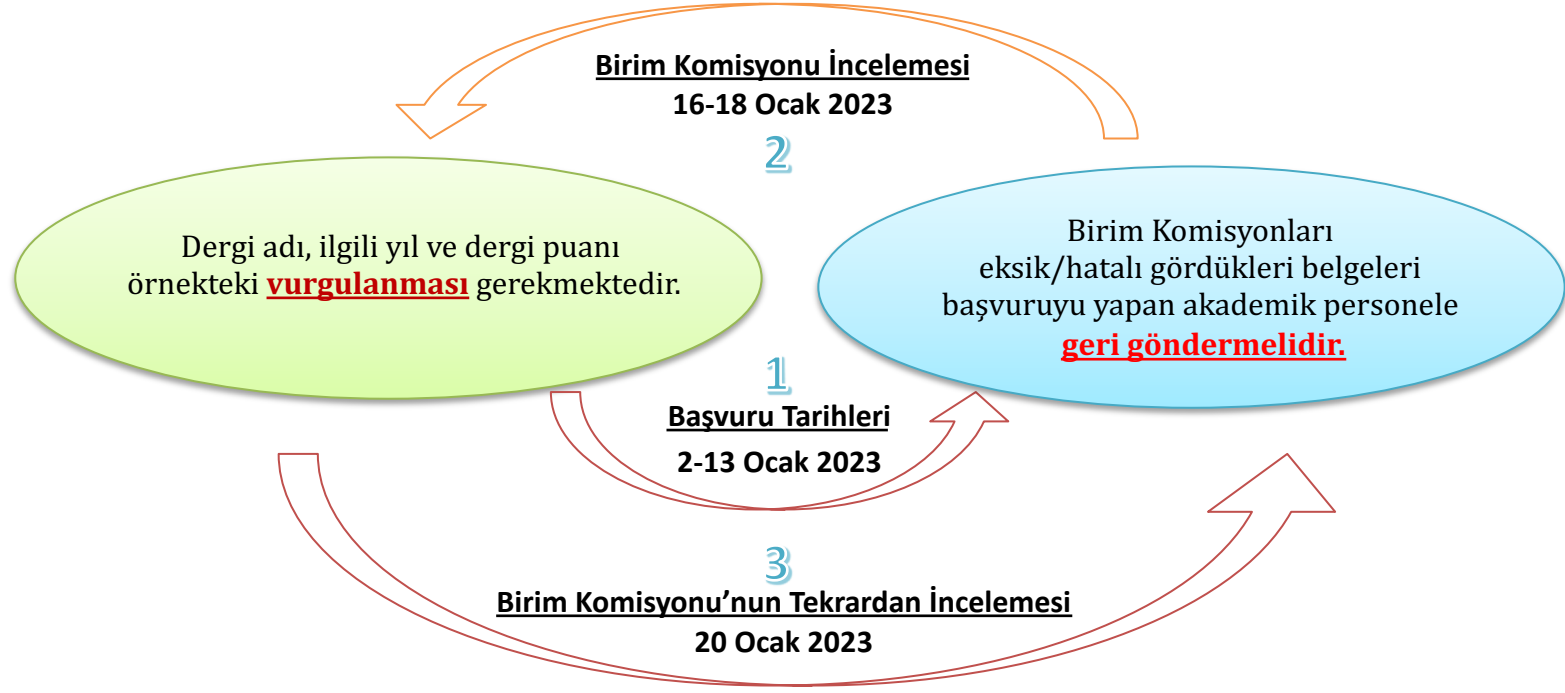 Birim Komisyonu İncelemesi
16-18 Ocak 2023
2
Dergi adı, ilgili yıl ve dergi puanı
örnekteki vurgulanması gerekmektedir.
Birim Komisyonları
eksik/hatalı gördükleri belgeleri
başvuruyu yapan akademik personele
geri göndermelidir.
1
Başvuru Tarihleri
2-13 Ocak 2023
3
Birim Komisyonu’nun Tekrardan İncelemesi
20 Ocak 2023